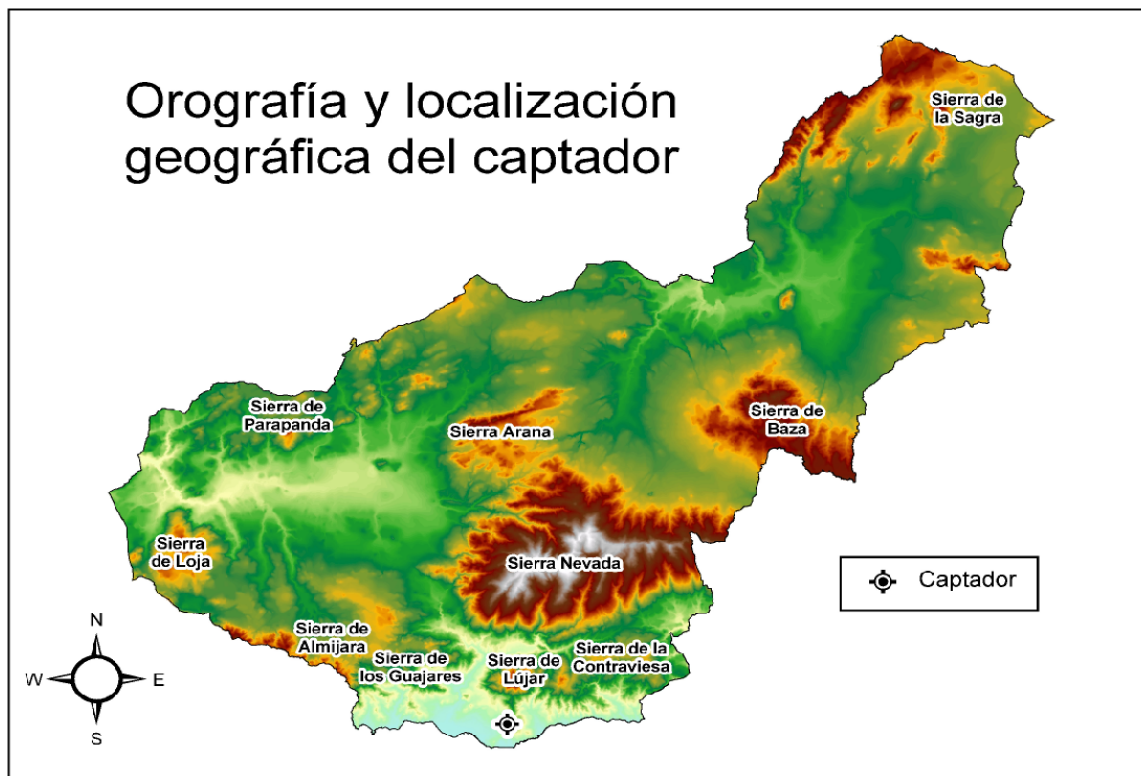 Orografía y localización
geográfica del captador
Sierra de
la Sagra
Sierra de
Parapanda
Sierra Arana
Sierra de
Baza
Sierra
de Loja
Sierra Nevada
Captador
Sierra de
Almijara
Sierra de
los Guajares
Sierra de
Lújar
Sierra de la
Contraviesa
N
W
E
S